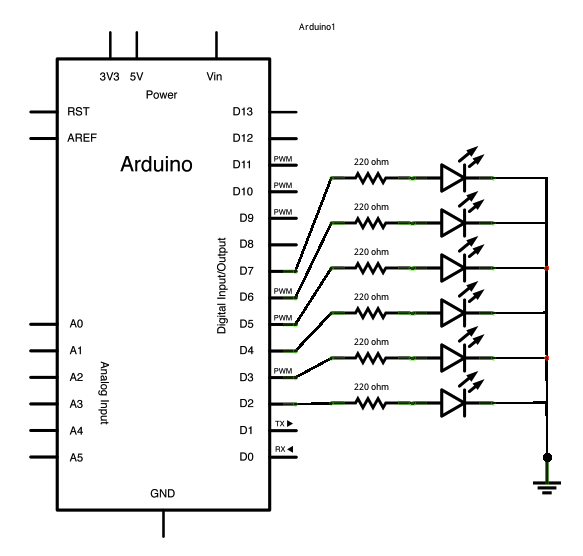 Arduino1
3V3 5V Vin
Power
RST
AREF
Arduino
D13
D12
PWM
D11
PWM
D10
PWM
D9
D8
D7
PWM
D6
PWM
D5
D4
PWM
D3
D2
TX
D1
RX
D0
Digital Input/Output
A0
A1
A2
A3
A4
A5
Analog Input
GND
220 ohm
220 ohm
220 ohm
220 ohm
220 ohm
220 ohm